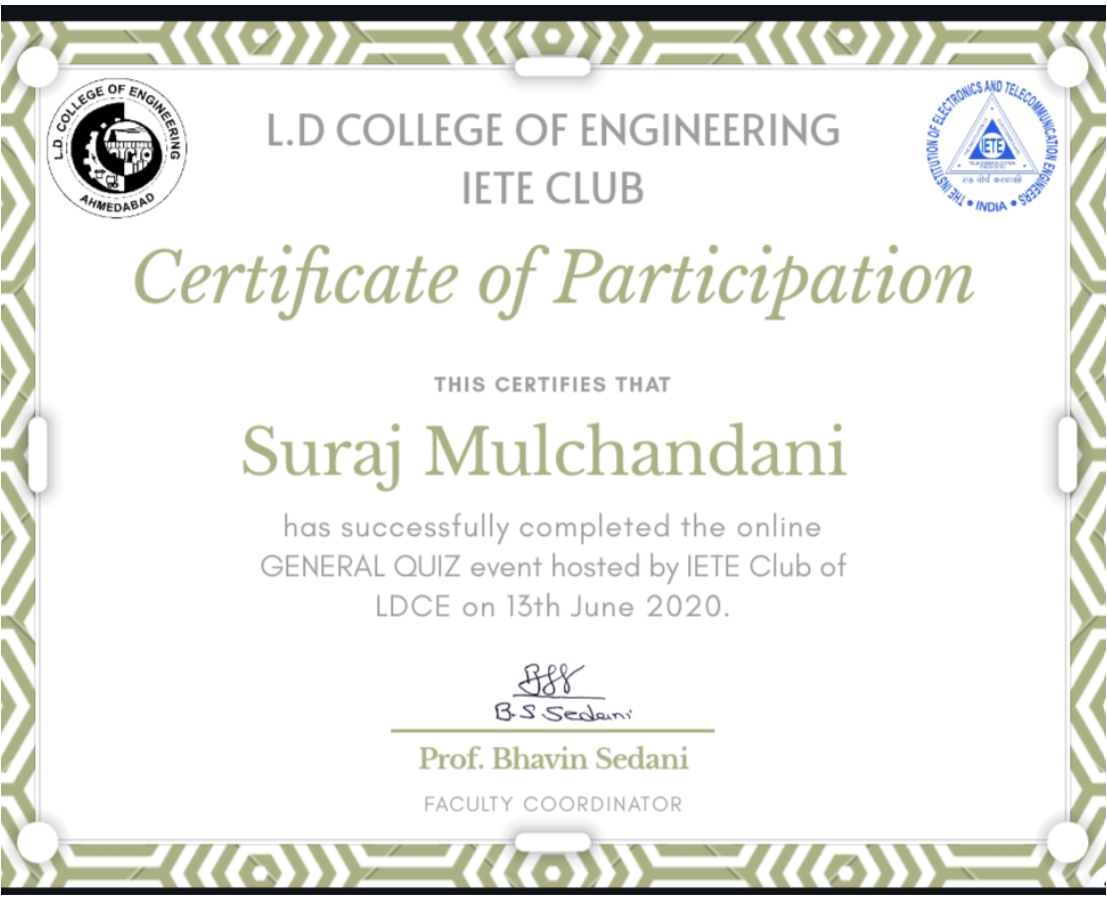 L.D. COLLEGE OF ENGINEERING
AHMEDABAD
L.D COLLEGE OF ENGINEERING
IETE CLUB
THE INSTITUTION OF ELECTRONICS AND TELECOMMUNICATION ENGINEERS
IETE
• INDIA •
Certificate of Participation
THIS CERTIFIES THAT
Suraj Mulchandani
has successfully completed the online
GENERAL QUIZ event hosted by IETE Club of
LDCE on 13th June 2020.
B.S.Sedani
Prof. Bhavin Sedani
FACULTY COORDINATOR